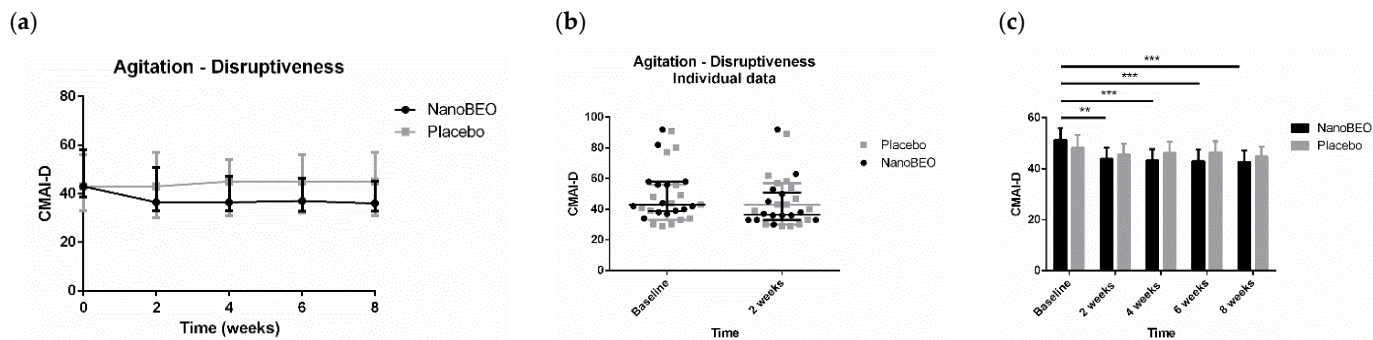 (a)
Agitation - Disruptiveness
80
60
40
20
0
CMAI-D
0 2 4 6 8
Time (weeks)
NanoBEO
Placebo
(b)
Agitation - Disruptiveness
Individual data
100
80
60
40
20
0
CMAI-D
Baseline
2 weeks
Time
Placebo
NanoBEO
(c)
***
***
***
**
60
40
20
0
CMAI-D
Baseline
2 weeks
4 weeks
6 weeks
8 weeks
Time
NanoBEO
Placebo